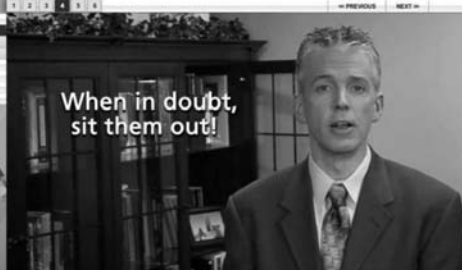 1 2 3 4 5 6
PREVIOUS NEXT
When in doubt,
sit them out!